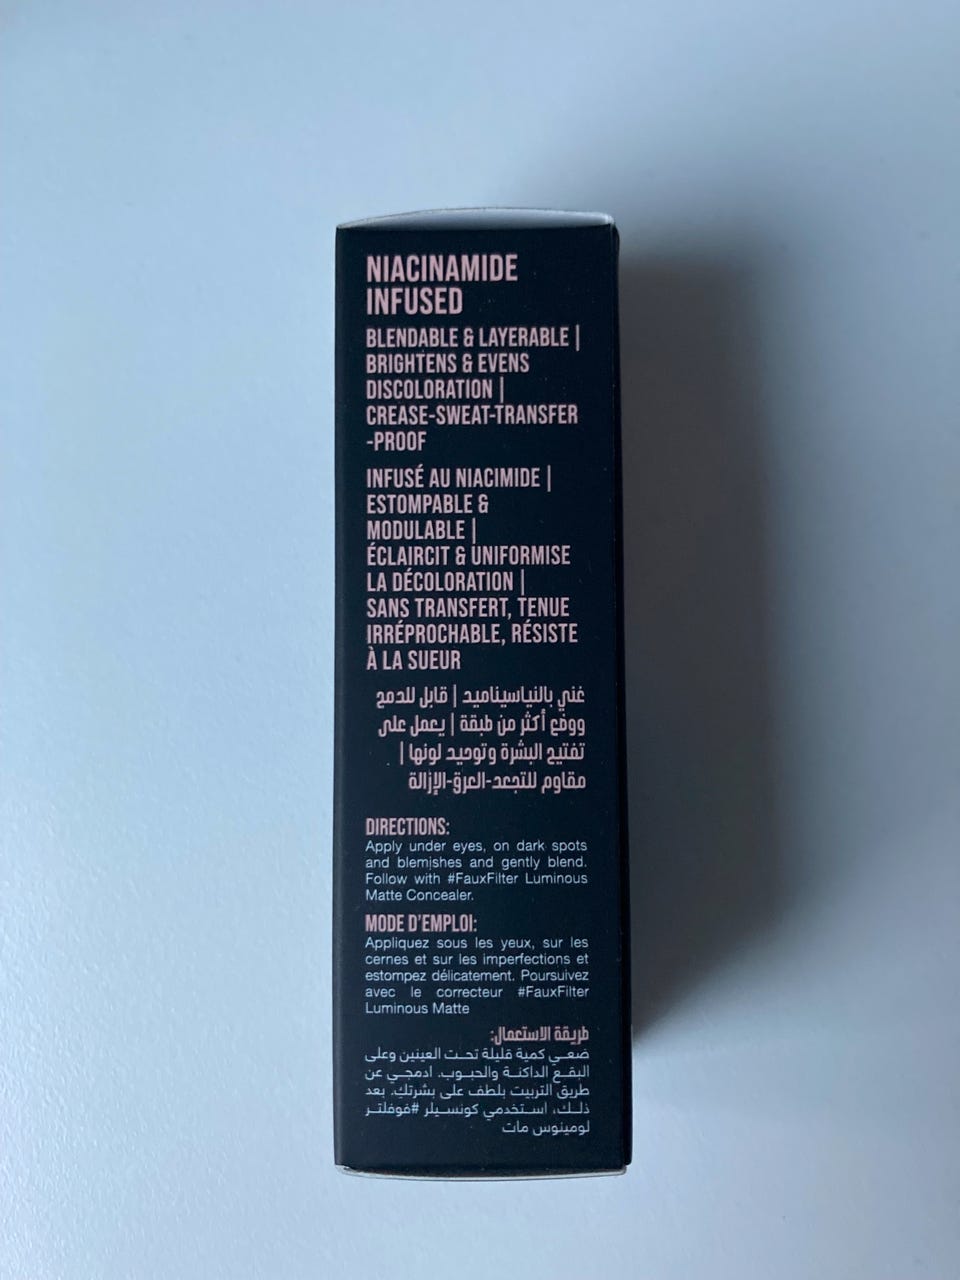 NIACINAMIDE
INFUSED
BLENDABLE & LAYERABLE |
BRIGHTENS & EVENS
DISCOLORATION |
CREASE-SWEAT-TRANSFER
-PROOF
INFUSÉ AU NIACIMIDE |
ESTOMPABLE &
MODULABLE |
ÉCLAIRCIT & UNIFORMISE
LA DÉCOLORATION |
SANS TRANSFERT, TENUE
IRRÉPROCHABLE, RÉSISTE
À LA SUEUR
غني بالنياسيناميد | قابل للدمج
ووضع أكثر من طبقة | يعمل على
تفتيح البشرة وتوحيد لونها |
مقاوم للتجعد-العرق-الإزالة
DIRECTIONS:
Apply under eyes, on dark spots
and blemishes and gently blend.
Follow with #FauxFilter Luminous
Matte Concealer.
MODE D'EMPLOI:
Appliquez sous les yeux, sur les
cernes et sur les imperfections et
estompez délicatement. Poursuivez
avec le correcteur #FauxFilter
Luminous Matte
طريقة الاستعمال:
ضعي كمية قليلة تحت العينين وعلى
البقع الداكنة والحبوب. ادمجي عن
طريق التربيت بلطف على بشرتكِ. بعد
ذلك، استخدمي كونسيلر #فوفلتر
لومينوس مات